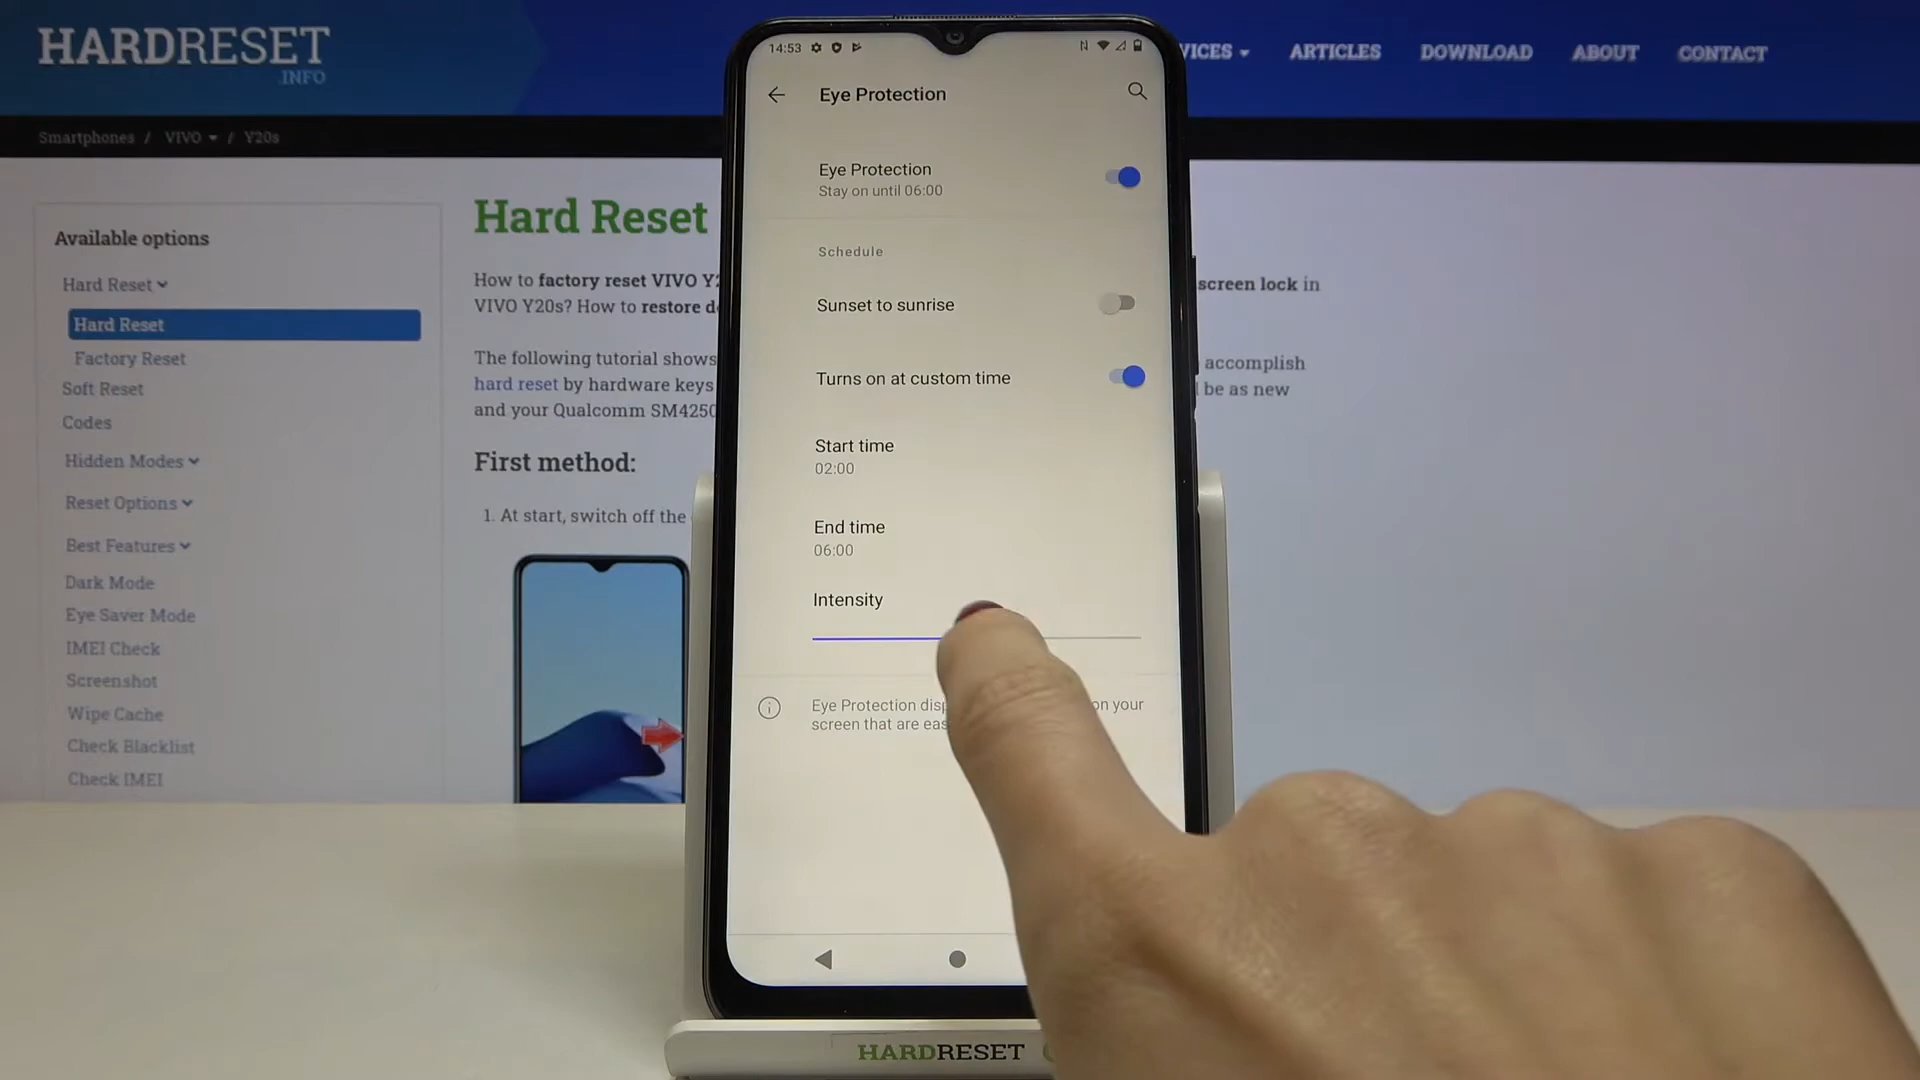 HARDRESET
.INFO
VICES
ARTICLES
DOWNLOAD
ABOUT
CONTACT
Smartphones / VIVO / Y20s
Available options
Hard Reset
Hard Reset
Factory Reset
Soft Reset
Codes
Hidden Modes
Reset Options
Best Features
Dark Mode
Eye Saver Mode
IMEI Check
Screenshot
Wipe Cache
Check Blacklist
Check IMEI
Hard Reset
How to factory reset VIVO Y2
screen lock in
VIVO Y20s? How to restore d
The following tutorial shows
accomplish
hard reset by hardware keys
be as new
and your Qualcomm SM4250
First method:
1. At start, switch off the
14:53
Eye Protection
Eye Protection
Stay on until 06:00
Schedule
Sunset to sunrise
Turns on at custom time
Start time
02:00
End time
06:00
Intensity
Eye Protection disp on your
screen that are eas
HARDRESET